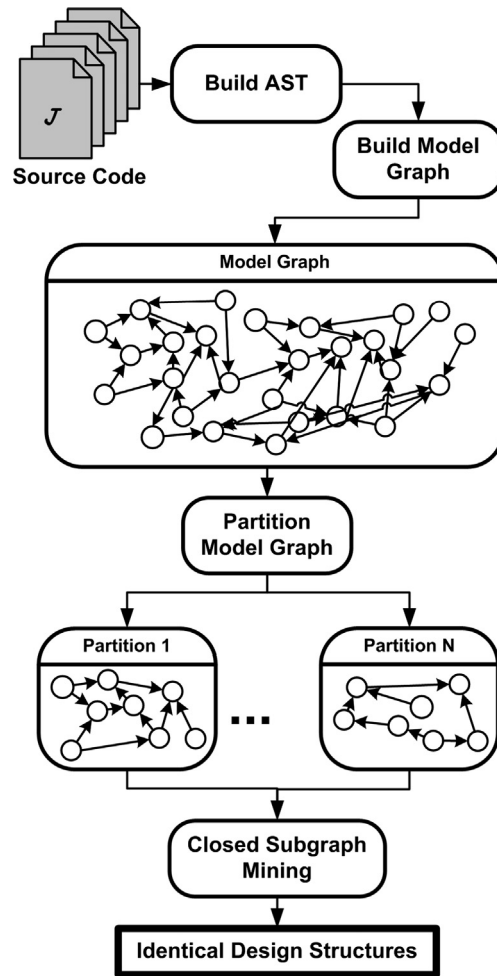 Build AST
J
Source Code
Build Model
Graph
Model Graph
Partition
Model Graph
Partition 1
Partition N
...
Closed Subgraph
Mining
Identical Design Structures